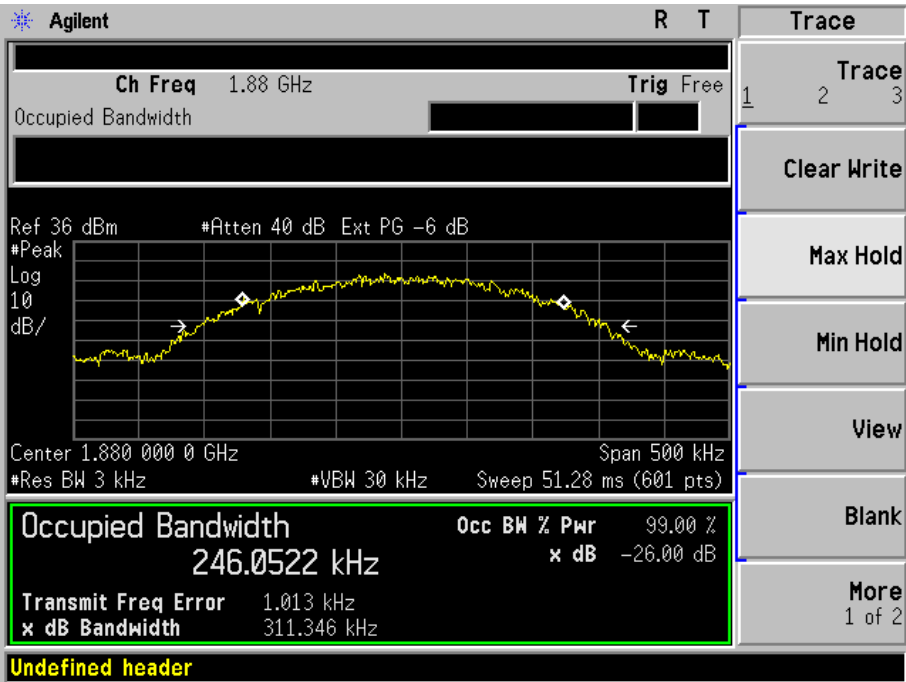 Agilent
R T
Trace
Ch Freq 1.88 GHz
Trig Free
Occupied Bandwidth
Ref 36 dBm
#Atten 40 dB Ext PG -6 dB
#Peak
Log
10
dB/
Center 1.880 000 0 GHz
Span 500 kHz
#Res BW 3 kHz
#VBW 30 kHz
Sweep 51.28 ms (601 pts)
Occupied Bandwidth
246.0522 kHz
Occ BW % Pwr 99.00 %
x dB -26.00 dB
Transmit Freq Error 1.013 kHz
x dB Bandwidth 311.346 kHz
Undefined header
Trace
1 2 3
Clear Write
Max Hold
Min Hold
View
Blank
More
1 of 2